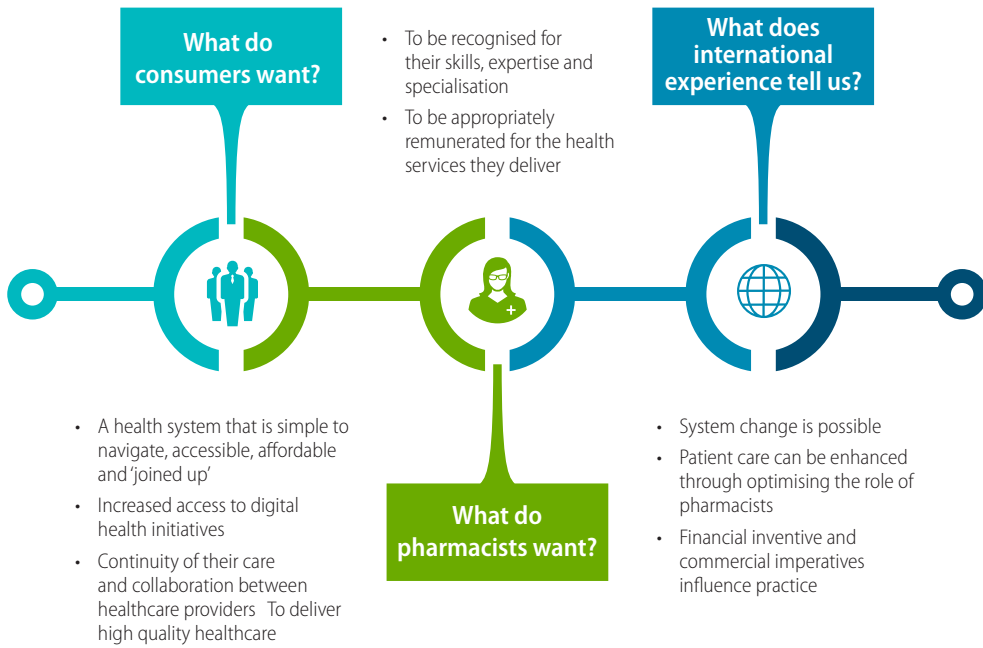 What do
consumers want?
• A health system that is simple to
navigate, accessible, affordable
and ‘joined up’
• Increased access to digital
health initiatives
• Continuity of their care
and collaboration between
healthcare providers To deliver
high quality healthcare
What do
pharmacists want?
• To be recognised for
their skills, expertise and
specialisation
• To be appropriately
remunerated for the health
services they deliver
What does
international
experience tell us?
• System change is possible
• Patient care can be enhanced
through optimising the role of
pharmacists
• Financial inventive and
commercial imperatives
influence practice